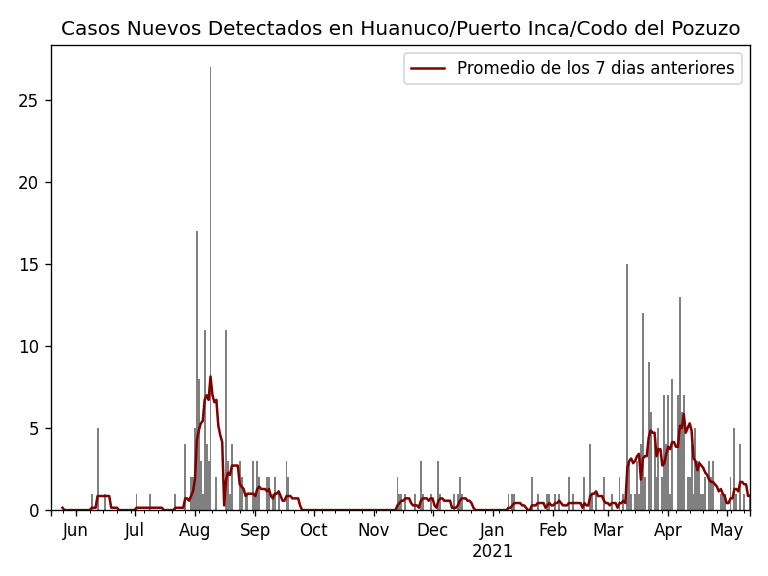 Casos Nuevos Detectados en Huanuco/Puerto Inca/Codo del Pozuzo
Promedio de los 7 dias anteriores
25
20
15
10
5
0
Jun Jul Aug Sep Oct Nov Dec Jan Feb Mar Apr May
2021